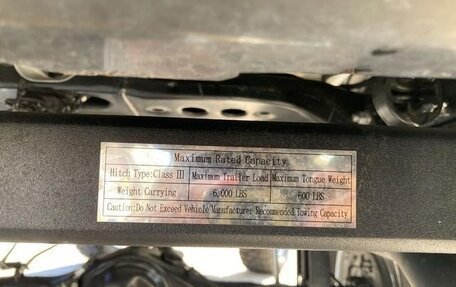 Maximum Rated Capacity
Hitch Type:Class III Maximum Trailer Load Maximum Tongue Weight
Weight Carrying 6,000 LBS 600 LBS
Caution:Do Not Exceed Vehicle Manufacturer Recommended Towing Capacity